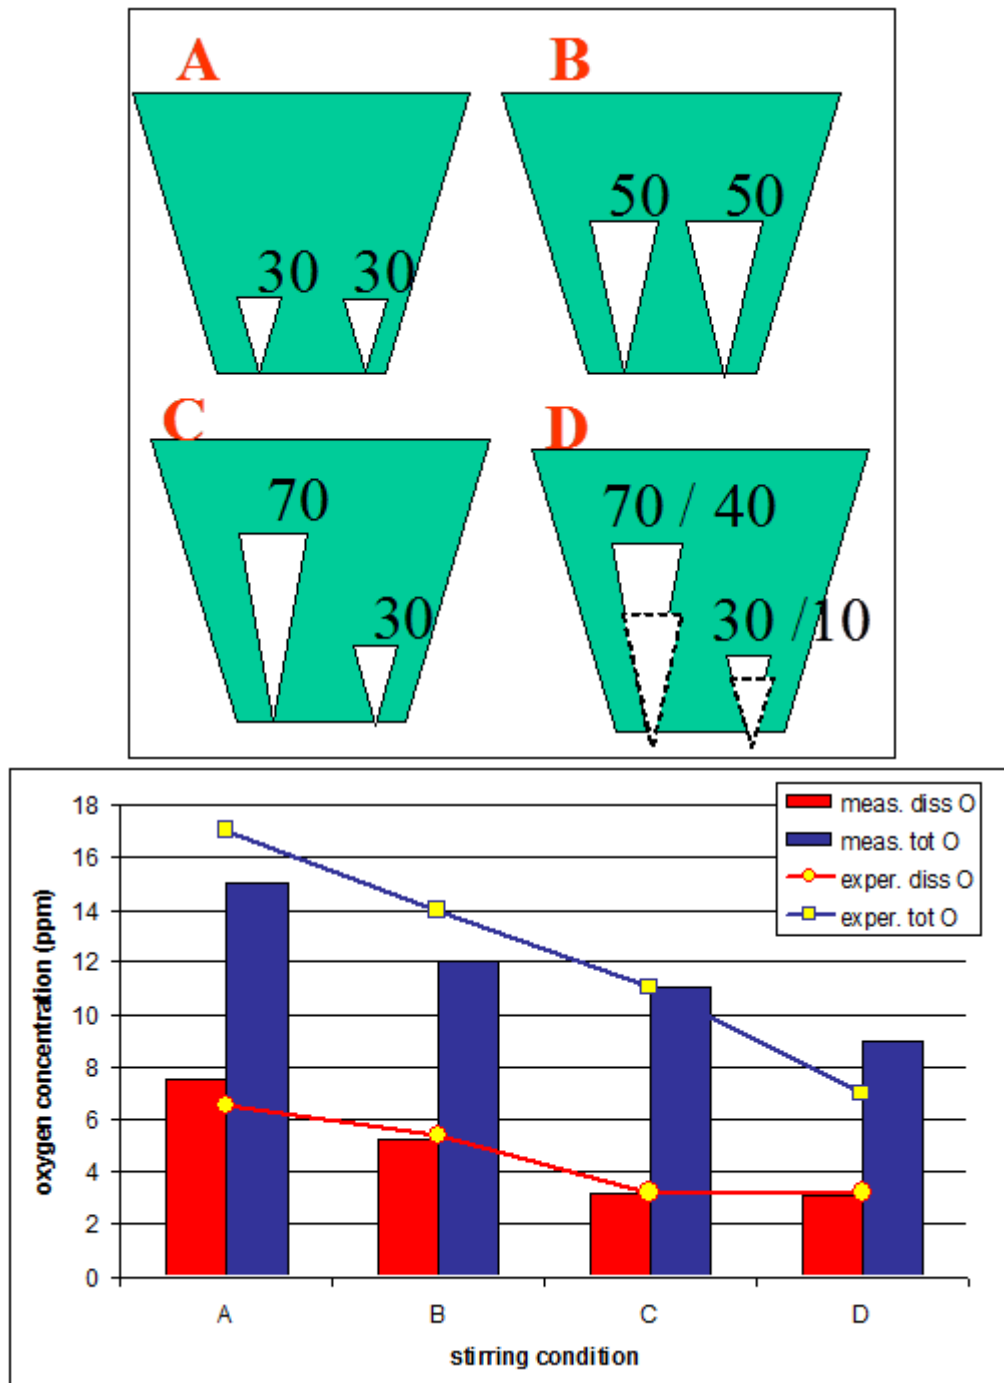 A
B
30 30
50 50
C
D
70
30
70 / 40
30 /10
18
16
14
12
10
8
6
4
2
0
oxygen concentration (ppm)
meas. diss O
meas. tot O
exper. diss O
exper. tot O
A B C D
stirring condition